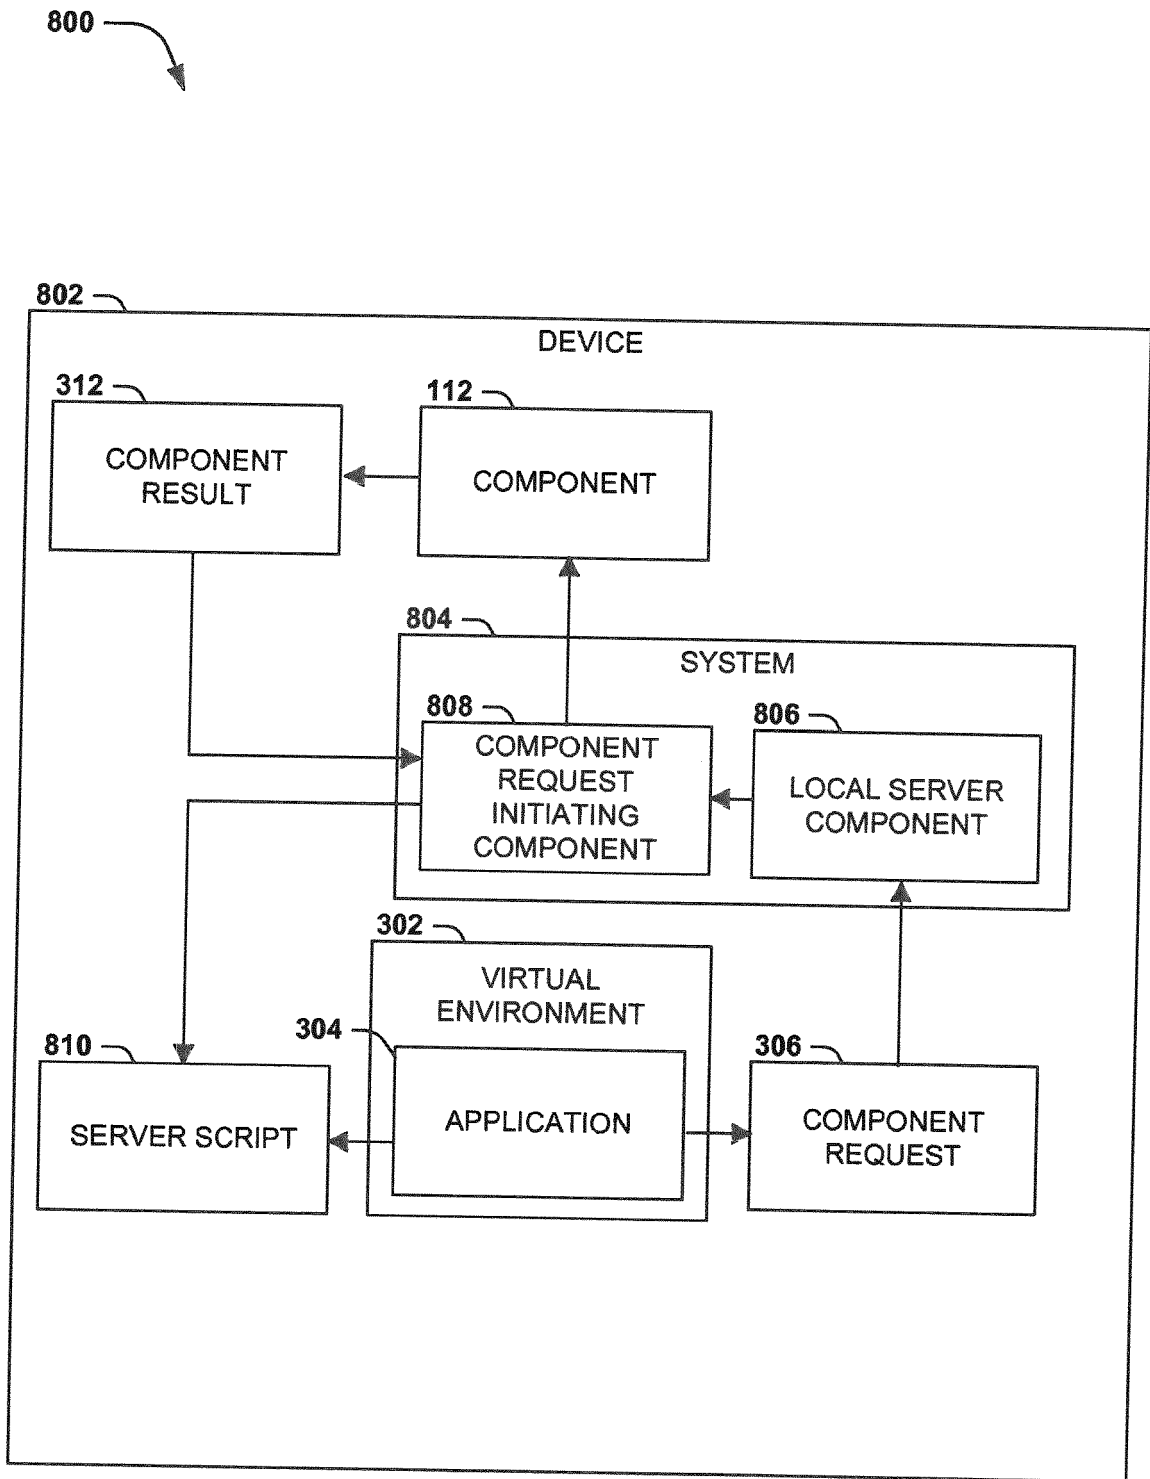 800
802
DEVICE
312
COMPONENT
RESULT
112
COMPONENT
804
SYSTEM
808
COMPONENT
REQUEST
INITIATING
COMPONENT
806
LOCAL SERVER
COMPONENT
302
VIRTUAL
ENVIRONMENT
304
APPLICATION
810
SERVER SCRIPT
306
COMPONENT
REQUEST